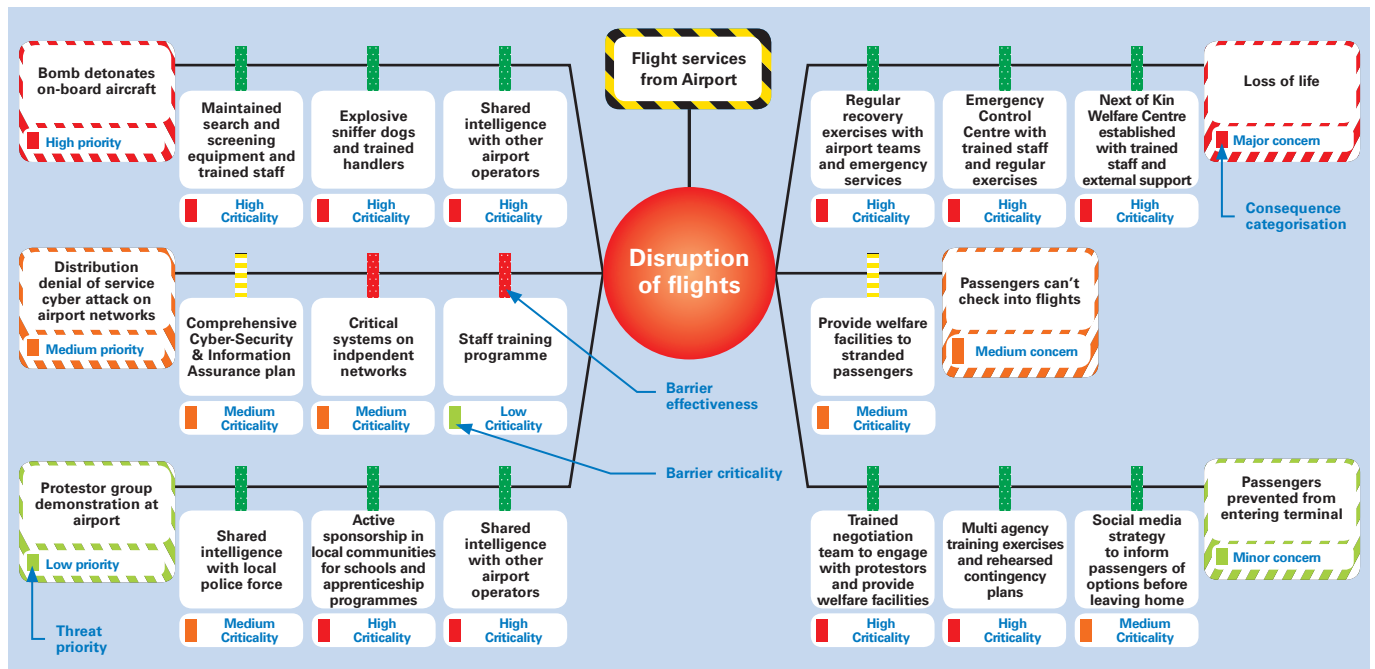 Bomb detonates
on-board aircraft
High priority
Maintained
search and
screening
equipment and
trained staff
High
Criticality
Explosive
sniffer dogs
and trained
handlers
High
Criticality
Shared
intelligence
with other
airport
operators
High
Criticality
Flight services
from Airport
Regular
recovery
exercises with
airport teams
and emergency
services
High
Criticality
Emergency
Control
Centre with
trained staff
and regular
exercises
High
Criticality
Next of Kin
Welfare Centre
established
with trained
staff and
external support
High
Criticality
Loss of life
Major concern
Consequence
categorisation
Distribution
denial of service
cyber attack on
airport networks
Medium priority
Comprehensive
Cyber-Security
& Information
Assurance plan
Medium
Criticality
Critical
systems on
indpendent
networks
Medium
Criticality
Staff training
programme
Low
Criticality
Disruption
of flights
Barrier
effectiveness
Barrier criticality
Provide welfare
facilities to
stranded
passengers
Medium
Criticality
Passengers can't
check into flights
Medium concern
Protestor group
demonstration at
airport
Low priority
Threat
priority
Shared
intelligence
with local
police force
Medium
Criticality
Active
sponsorship in
local communities
for schools and
apprenticeship
programmes
High
Criticality
Shared
intelligence
with other
airport
operators
High
Criticality
Trained
negotiation
team to engage
with protestors
and provide
welfare facilities
High
Criticality
Multi agency
training exercises
and rehearsed
contingency
plans
High
Criticality
Social media
strategy
to inform
passengers of
options before
leaving home
Medium
Criticality
Passengers
prevented from
entering terminal
Minor concern